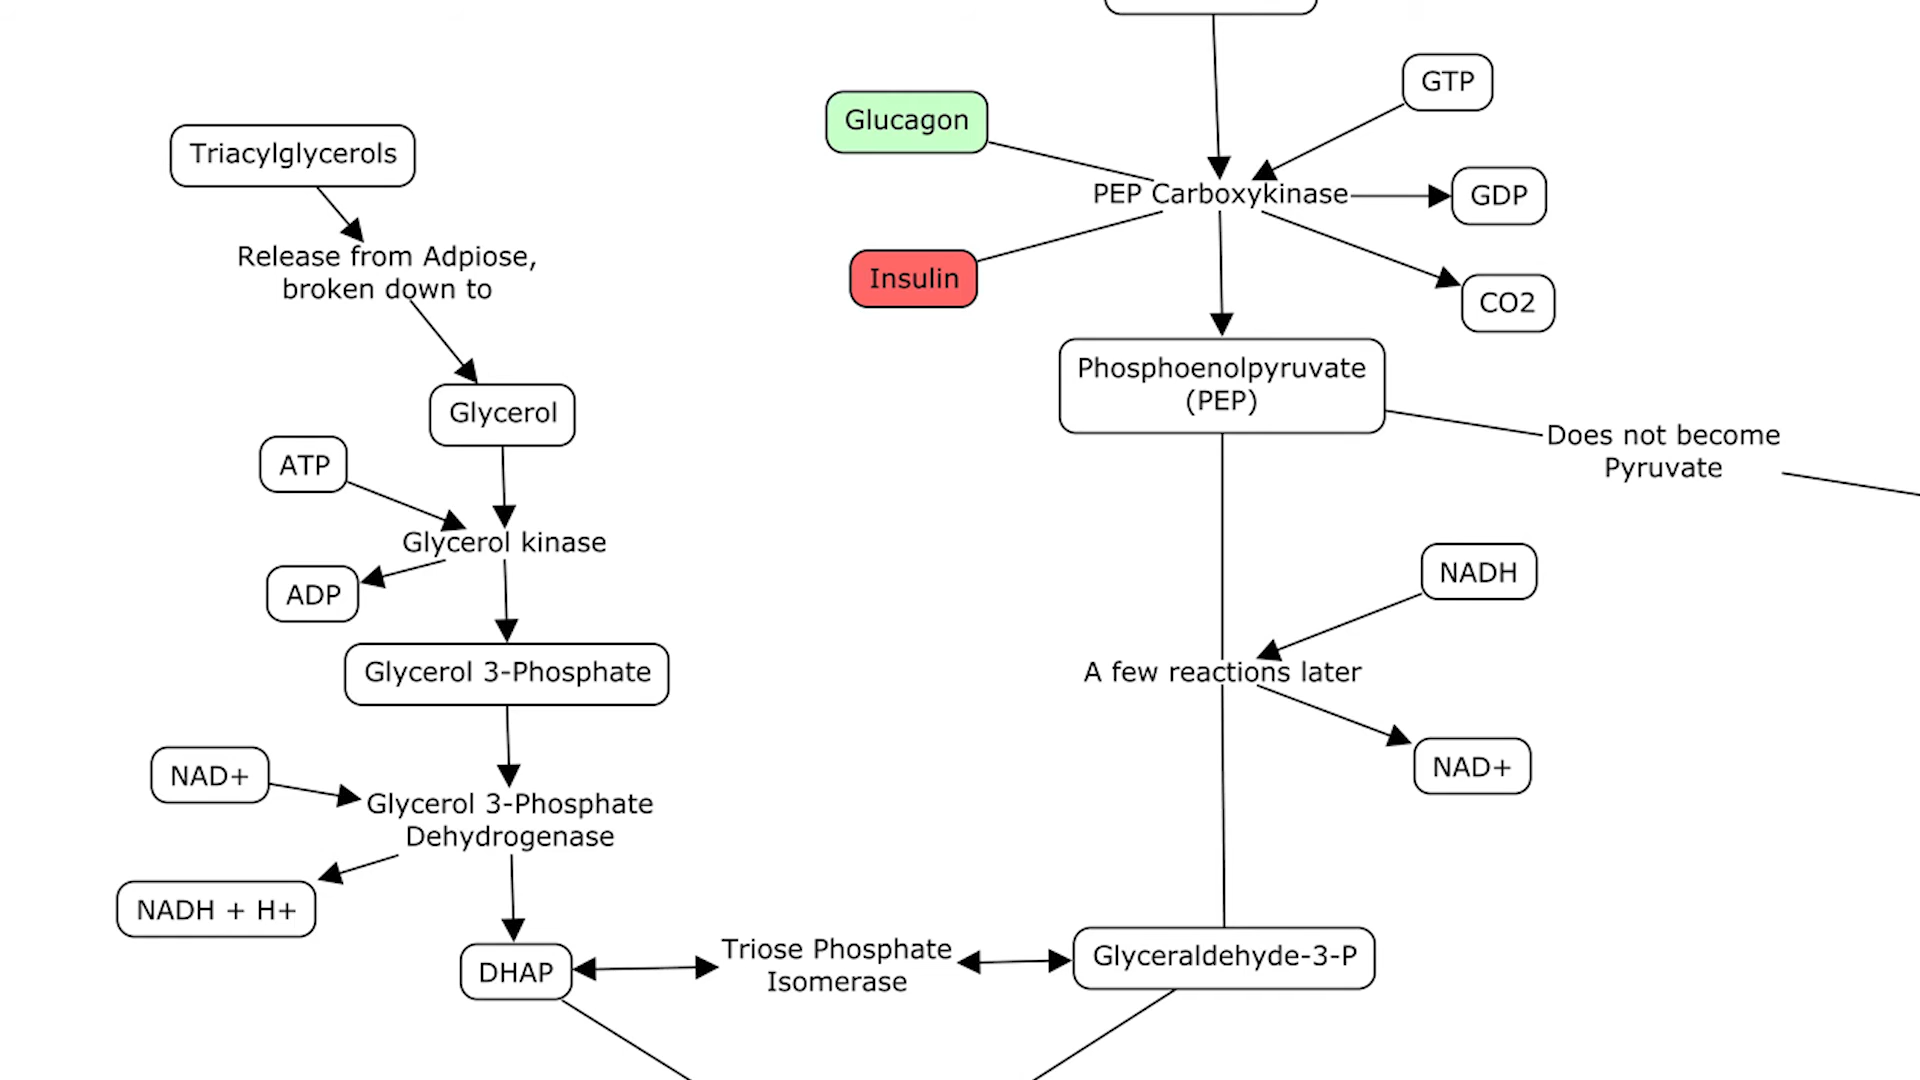 GTP
Glucagon
Triacylglycerols
PEP Carboxykinase
GDP
Release from Adpiose,
broken down to
Insulin
CO2
Phosphoenolpyruvate
(PEP)
Glycerol
Does not become
Pyruvate
ATP
Glycerol kinase
NADH
ADP
Glycerol 3-Phosphate
A few reactions later
NAD+
NAD+
Glycerol 3-Phosphate
Dehydrogenase
NADH + H+
DHAP
Triose Phosphate
Isomerase
Glyceraldehyde-3-P